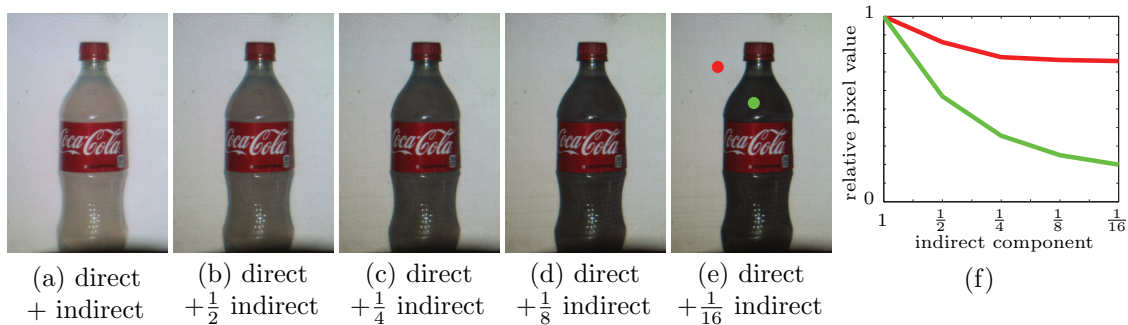 Coca-Cola
Coca-Cola
Coca-Cola
Coca-Cola
Coca-Cola
(a) direct
+ indirect
(b) direct
+1/2 indirect
(c) direct
+1/4 indirect
(d) direct
+1/8 indirect
(e) direct
+1/16 indirect
relative pixel value
1
0
1 1/2 1/4 1/8 1/16
indirect component
(f)